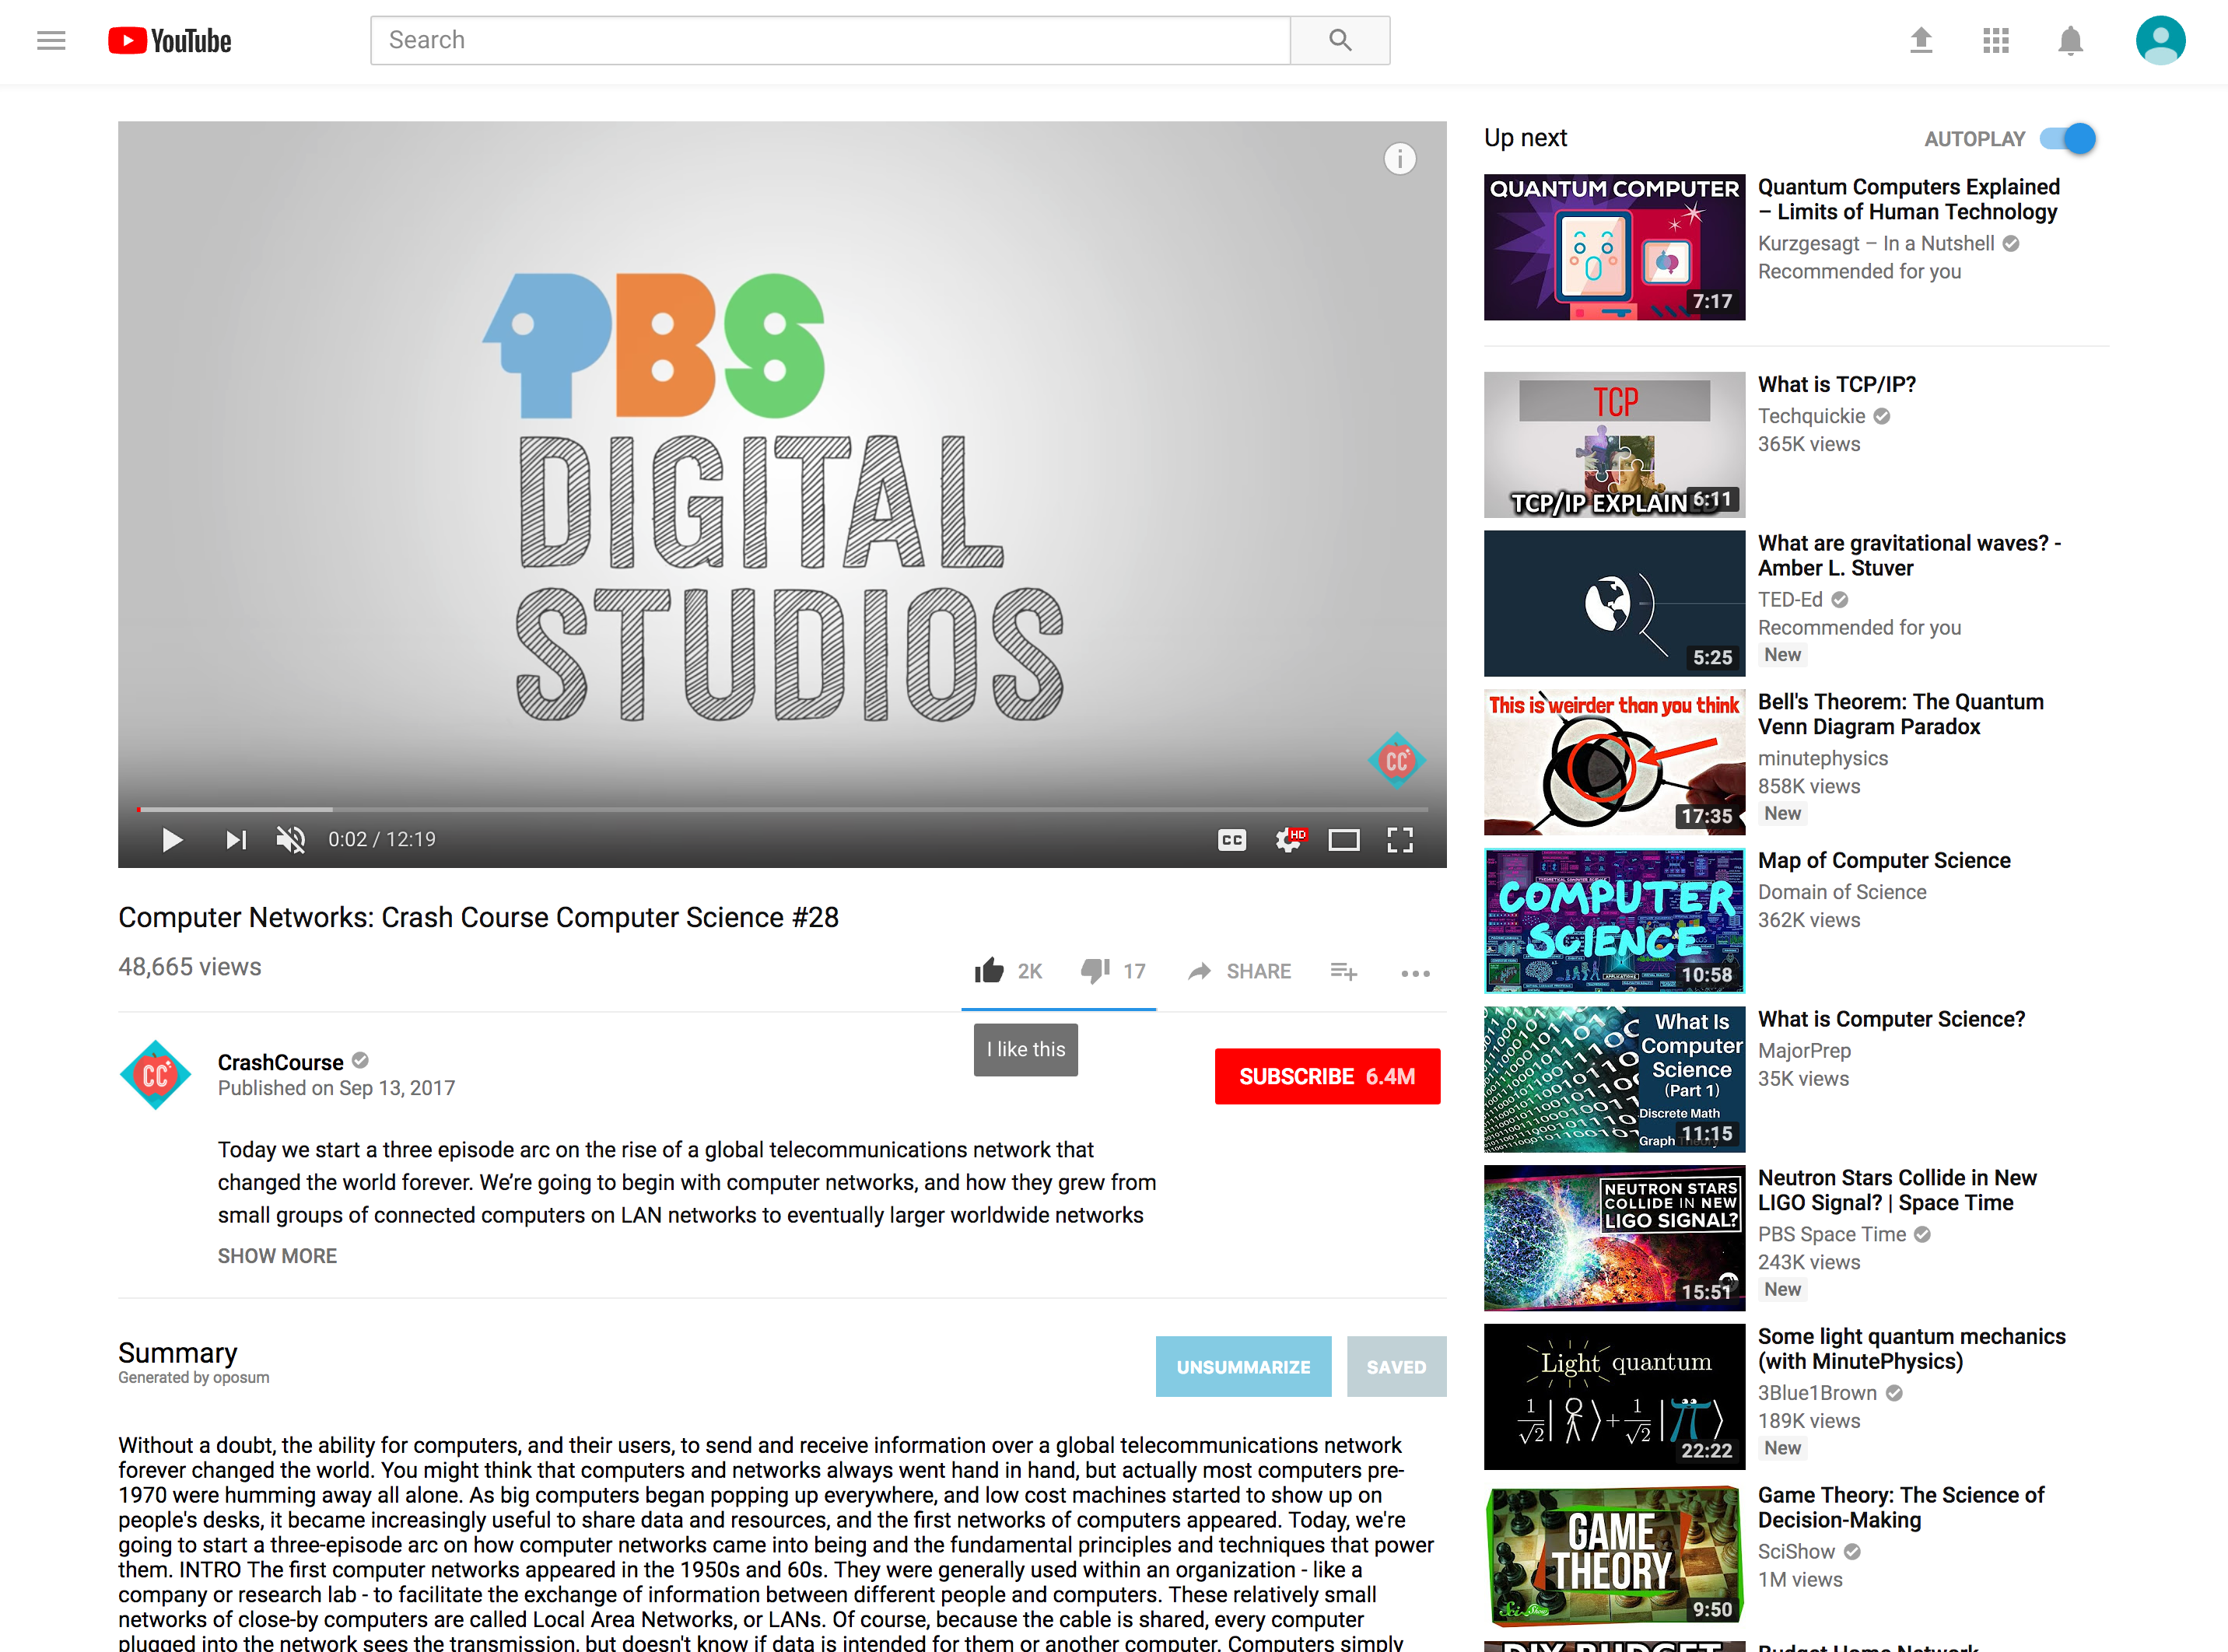 YouTube
Search
PBS
DIGITAL
STUDIOS
CC
0:02 / 12:19
CC
HD
Computer Networks: Crash Course Computer Science #28
48,665 views
2K
17
SHARE
I like this
CC
CrashCourse
Published on Sep 13, 2017
SUBSCRIBE 6.4M
Today we start a three episode arc on the rise of a global telecommunications network that
changed the world forever. We’re going to begin with computer networks, and how they grew from
small groups of connected computers on LAN networks to eventually larger worldwide networks
SHOW MORE
Summary
Generated by oposum
UNSUMMARIZE
SAVED
Without a doubt, the ability for computers, and their users, to send and receive information over a global telecommunications network
forever changed the world. You might think that computers and networks always went hand in hand, but actually most computers pre-
1970 were humming away all alone. As big computers began popping up everywhere, and low cost machines started to show up on
people's desks, it became increasingly useful to share data and resources, and the first networks of computers appeared. Today, we're
going to start a three-episode arc on how computer networks came into being and the fundamental principles and techniques that power
them. INTRO The first computer networks appeared in the 1950s and 60s. They were generally used within an organization - like a
company or research lab - to facilitate the exchange of information between different people and computers. These relatively small
networks of close-by computers are called Local Area Networks, or LANs. Of course, because the cable is shared, every computer
plugged into the network sees the transmission, but doesn't know if data is intended for them or another computer. Computers simply
Up next
AUTOPLAY
QUANTUM COMPUTER
7:17
Quantum Computers Explained
– Limits of Human Technology
Kurzgesagt – In a Nutshell
Recommended for you
TCP
TCP/IP EXPLAIN
6:11
What is TCP/IP?
Techquickie
365K views
5:25
What are gravitational waves? -
Amber L. Stuver
TED-Ed
Recommended for you
New
This is weirder than you think
17:35
Bell's Theorem: The Quantum
Venn Diagram Paradox
minutephysics
858K views
New
COMPUTER
SCIENCE
10:58
Map of Computer Science
Domain of Science
362K views
What Is
Computer
Science
(Part 1)
Discrete Math
Graph Theory
11:15
What is Computer Science?
MajorPrep
35K views
NEUTRON STARS
COLLIDE IN NEW
LIGO SIGNAL?
15:51
Neutron Stars Collide in New
LIGO Signal? | Space Time
PBS Space Time
243K views
New
Light quantum
1/√2 | ⟩ + 1/√2 | ⟩
22:22
Some light quantum mechanics
(with MinutePhysics)
3Blue1Brown
189K views
New
GAME
THEORY
SciShow
9:50
Game Theory: The Science of
Decision-Making
SciShow
1M views
DIY BUDGET
Budget Home Network